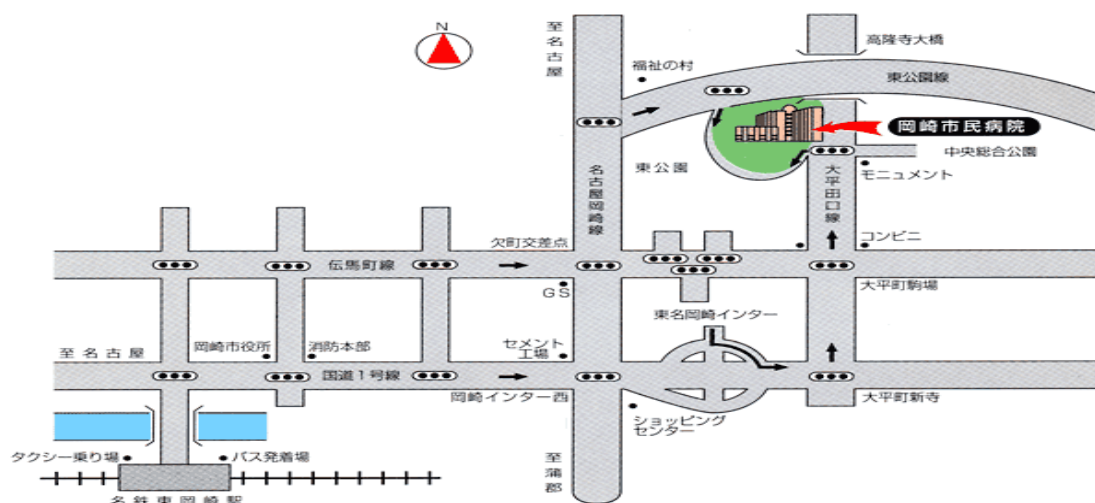 N
至名古屋
高隆寺大橋
福祉の村
東公園線
岡崎市民病院
中央総合公園
東公園
モニュメント
名古屋岡崎線
大平田口線
欠町交差点
コンビニ
伝馬町線
GS
大平町駒場
東名岡崎インター
至名古屋
岡崎市役所
消防本部
セメント
工場
国道1号線
岡崎インター西
大平町新寺
ショッピング
センター
タクシー乗り場
バス発着場
至蒲郡
名鉄東岡崎駅